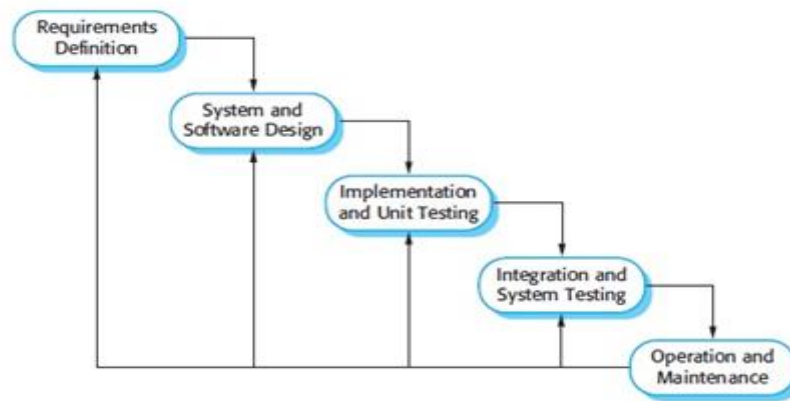 Requirements
Definition
System and
Software Design
Implementation
and Unit Testing
Integration and
System Testing
Operation and
Maintenance